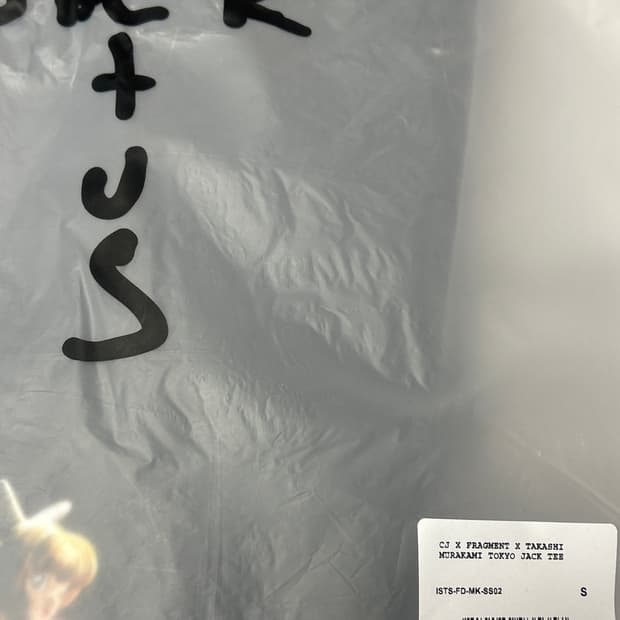 +
J
S
CJ X FRAGMENT X TAKASHI
MURAKAMI TOKYO JACK TEE
ISTS-FD-MK-SS02 S